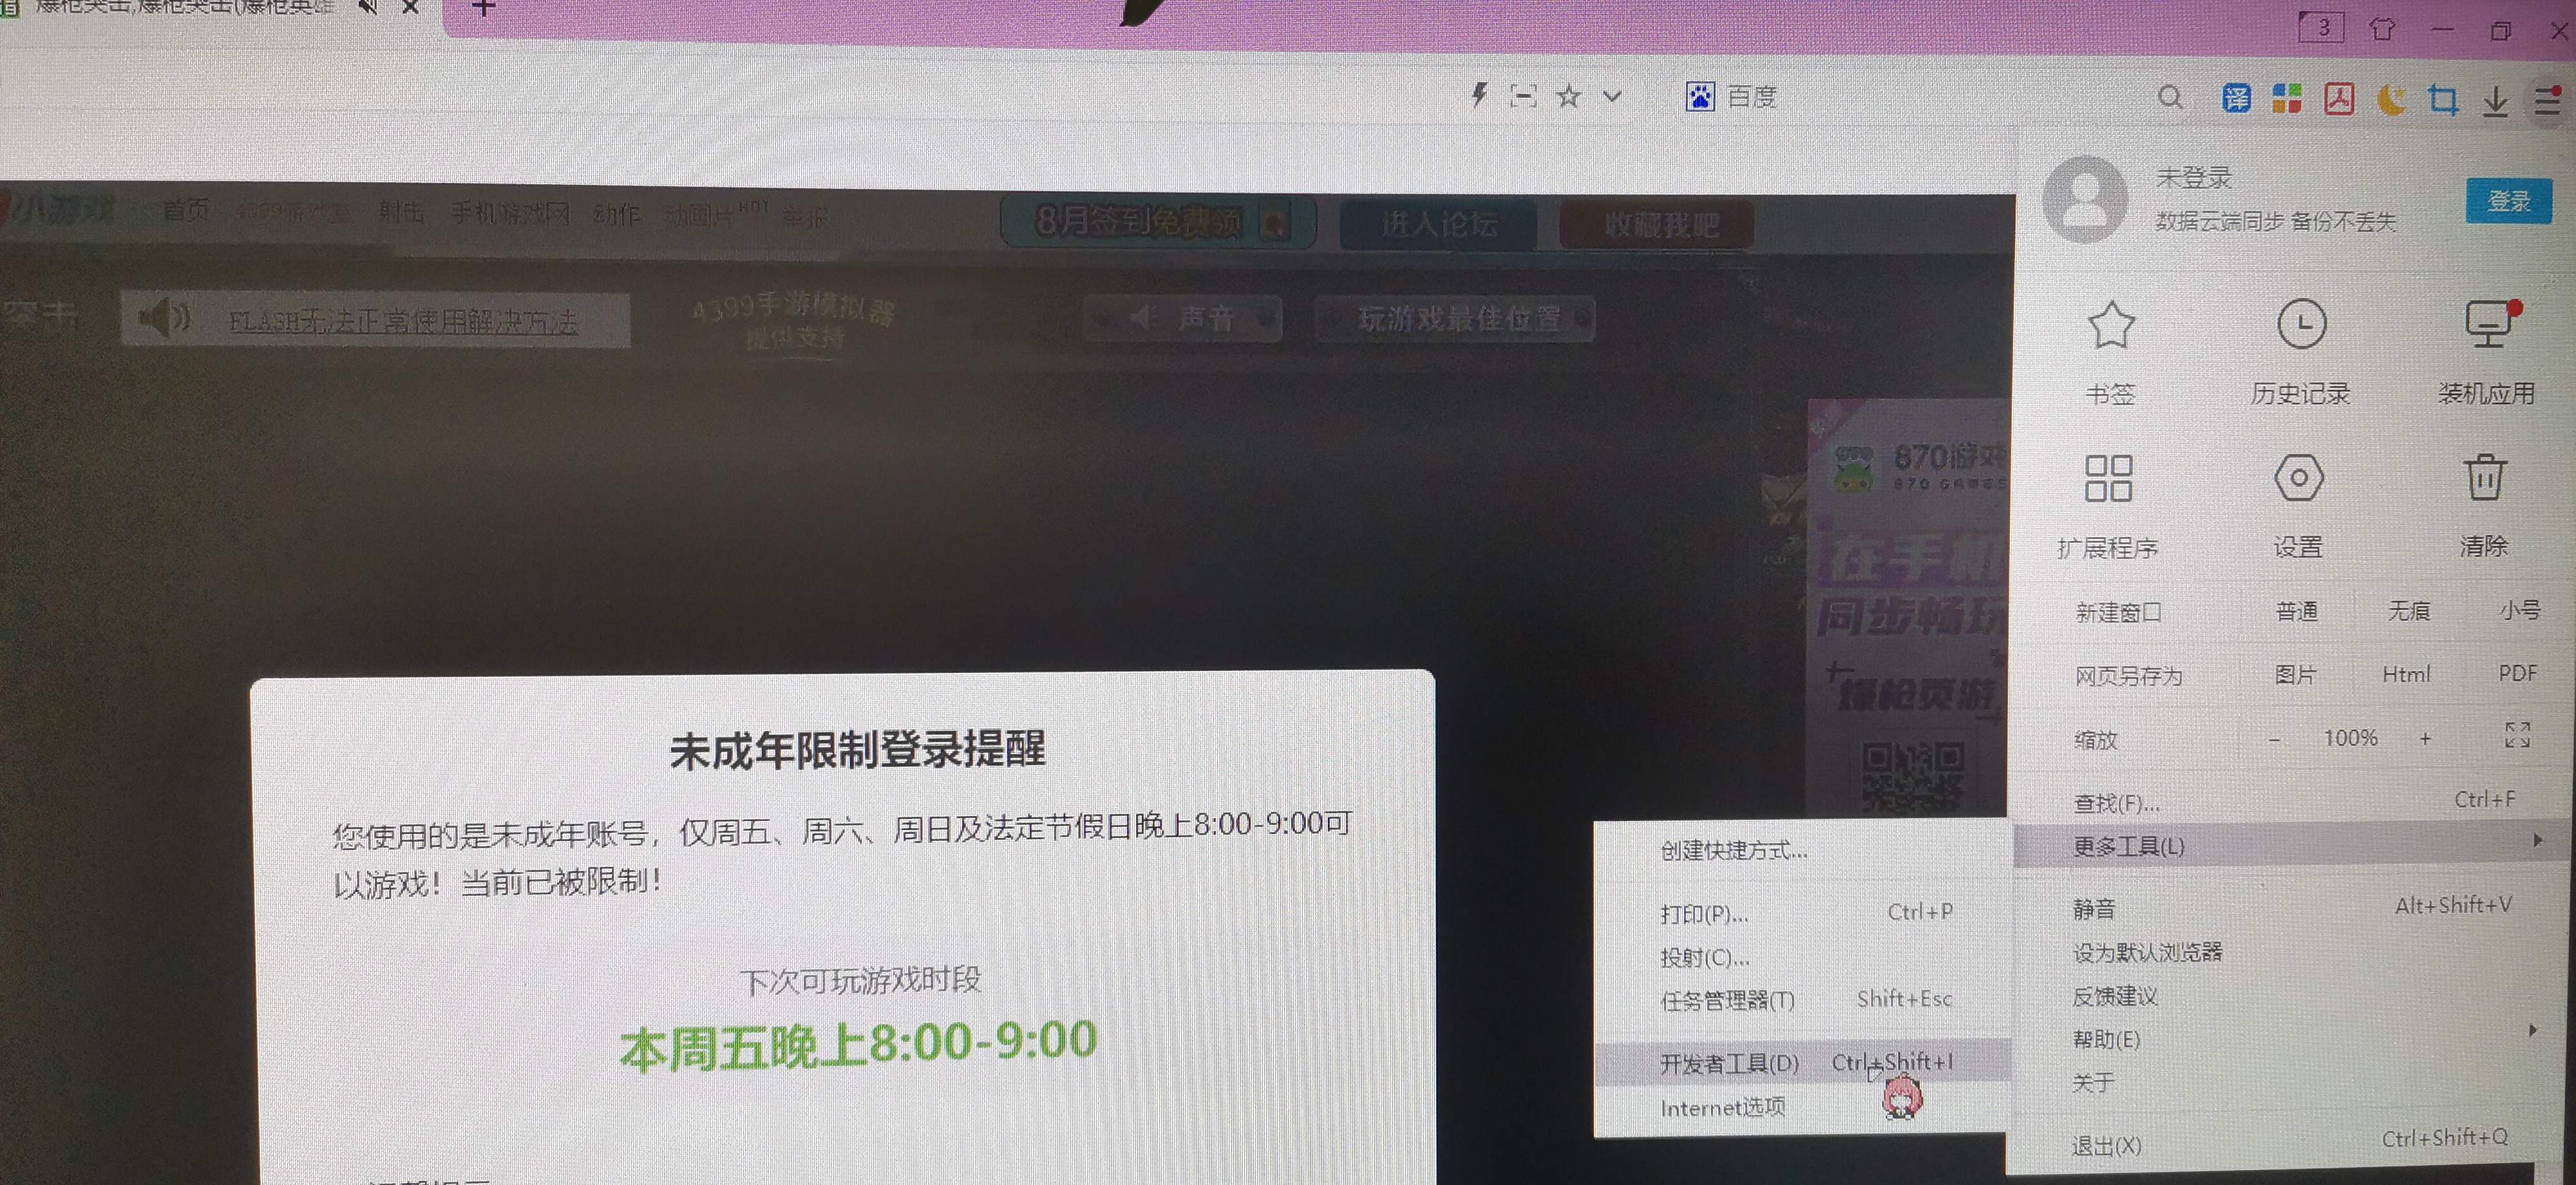 爆枪突击,爆枪突击(爆枪英雄
3
百度
译
小游戏
首页
射击
手机游戏网
动作
动画片
HOT
举报
8月签到免费领
进入论坛
收藏我吧
突击
FLASH无法正常使用解决方法
4399手游模拟器
提供支持
声音
玩游戏最佳位置
870游戏
870 GAMES
在手机
同步畅玩
爆枪页游
未成年限制登录提醒
您使用的是未成年账号，仅周五、周六、周日及法定节假日晚上8:00-9:00可
以游戏！当前已被限制！
下次可玩游戏时段
本周五晚上8:00-9:00
未登录
数据云端同步 备份不丢失
登录
书签
历史记录
装机应用
扩展程序
设置
清除
新建窗口
普通
无痕
小号
网页另存为
图片
Html
PDF
缩放
－ 100% +
查找(F)...
Ctrl+F
更多工具(L)
静音
Alt+Shift+V
设为默认浏览器
反馈建议
帮助(E)
关于
退出(X)
Ctrl+Shift+Q
创建快捷方式...
打印(P)...
Ctrl+P
投射(C)...
任务管理器(T)
Shift+Esc
开发者工具(D)
Ctrl+Shift+I
Internet选项